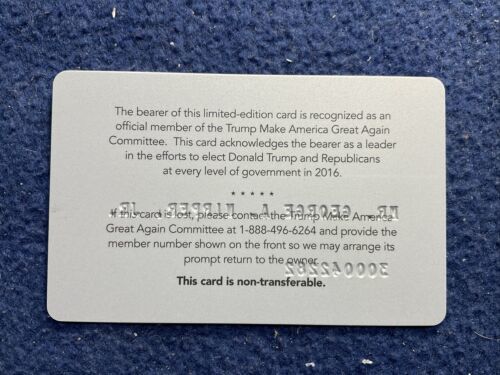 The bearer of this limited-edition card is recognized as an
official member of the Trump Make America Great Again
Committee. This card acknowledges the bearer as a leader
in the efforts to elect Donald Trump and Republicans
at every level of government in 2016.
* * * * *
MR. GEORGE A. JR.
If this card is lost, please contact the Trump Make America
Great Again Committee at 1-888-496-6264 and provide the
member number shown on the front so we may arrange its
prompt return to the owner.
300042282
This card is non-transferable.